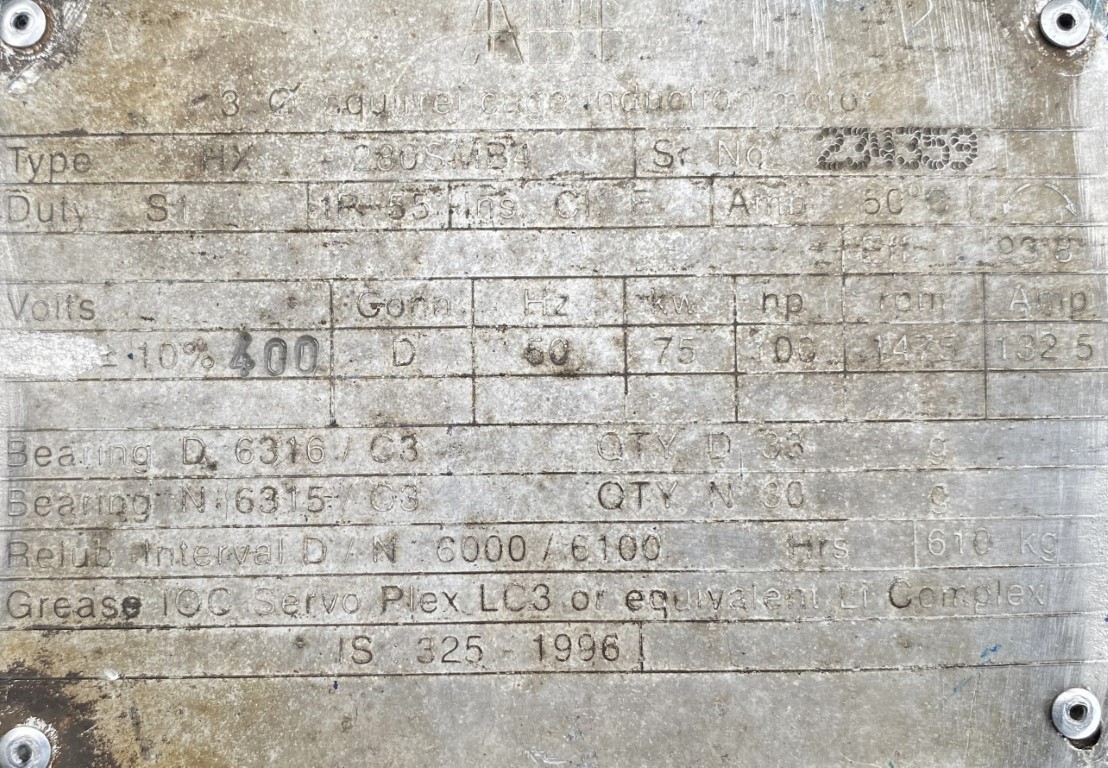 ABB
3 squirrel cage induction motor
Type HX 280SMB4 Sr. No. 234359
Duty S1 IP-55 Ins. Cl. F Amb 50°C
Eff 93.8
Volts Conn Hz kw hp rpm Amp
± 10% 400 D 50 75 100 1475 132.5
Bearing D 6316 / C3 QTY D g
Bearing N 6315 / C3 QTY N g
Relub Interval D / N 6000 / 6100 Hrs 610 kg
Grease IOC Servo Plex LC3 or equivalent Li Complex
IS 325 - 1996